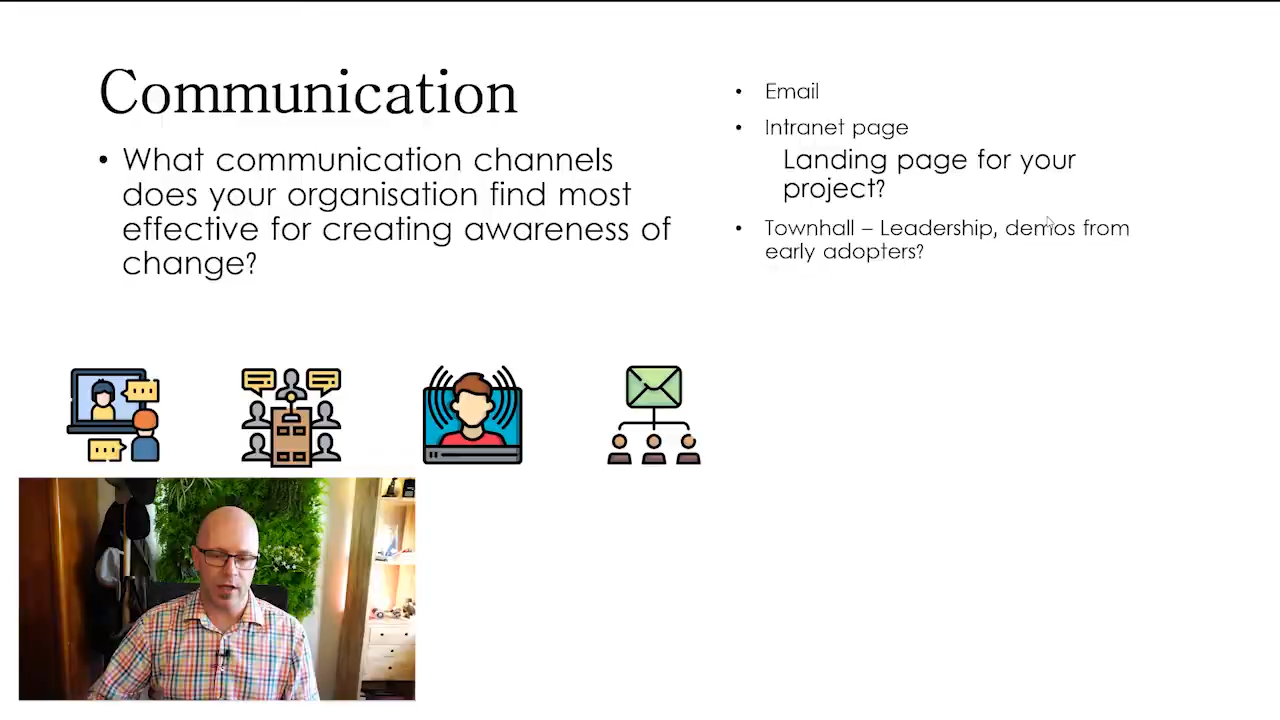 Communication
• What communication channels
does your organisation find most
effective for creating awareness of
change?
• Email
• Intranet page
Landing page for your
project?
• Townhall – Leadership, demos from
early adopters?